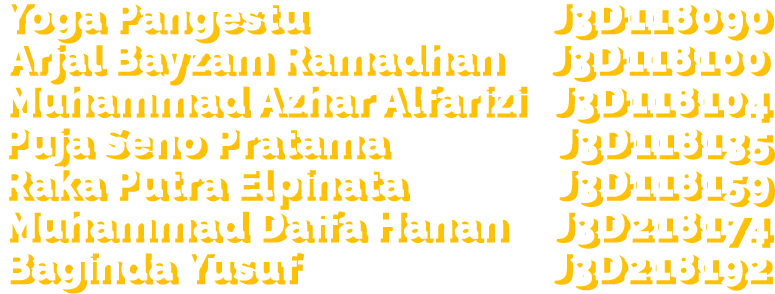 Yoga Pangestu J3D118090
Arjal Bayzam Ramadhan J3D118100
Muhammad Azhar Alfarizi J3D118104
Puja Seno Pratama J3D118135
Raka Putra Elpinata J3D118159
Muhammad Daffa Hanan J3D218174
Baginda Yusuf J3D218192